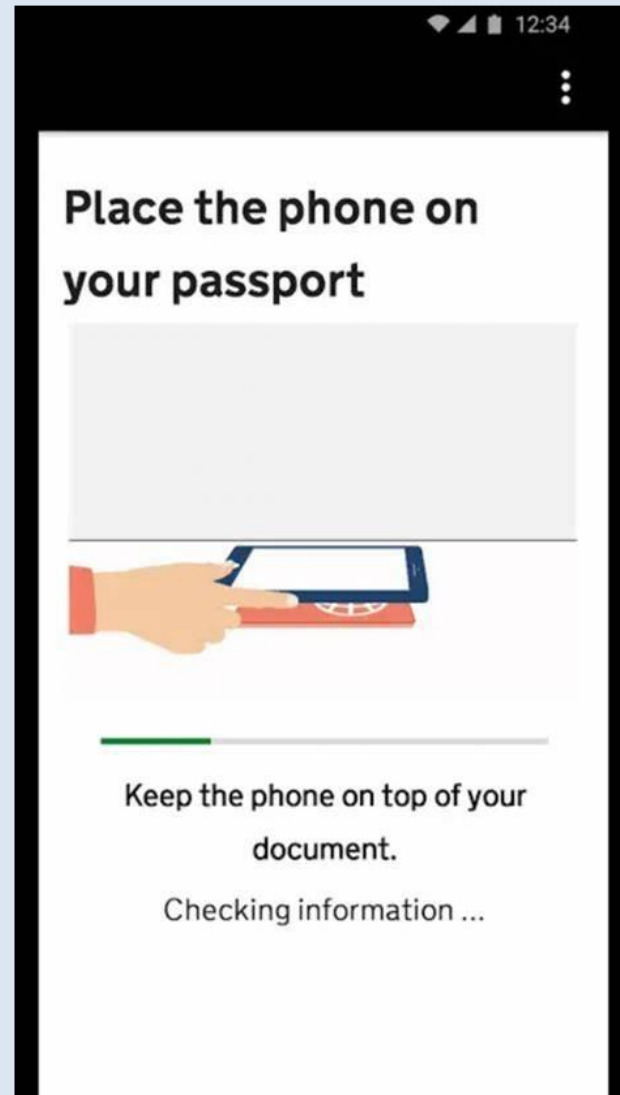 12:34
Place the phone on
your passport
Keep the phone on top of your
document.
Checking information ...